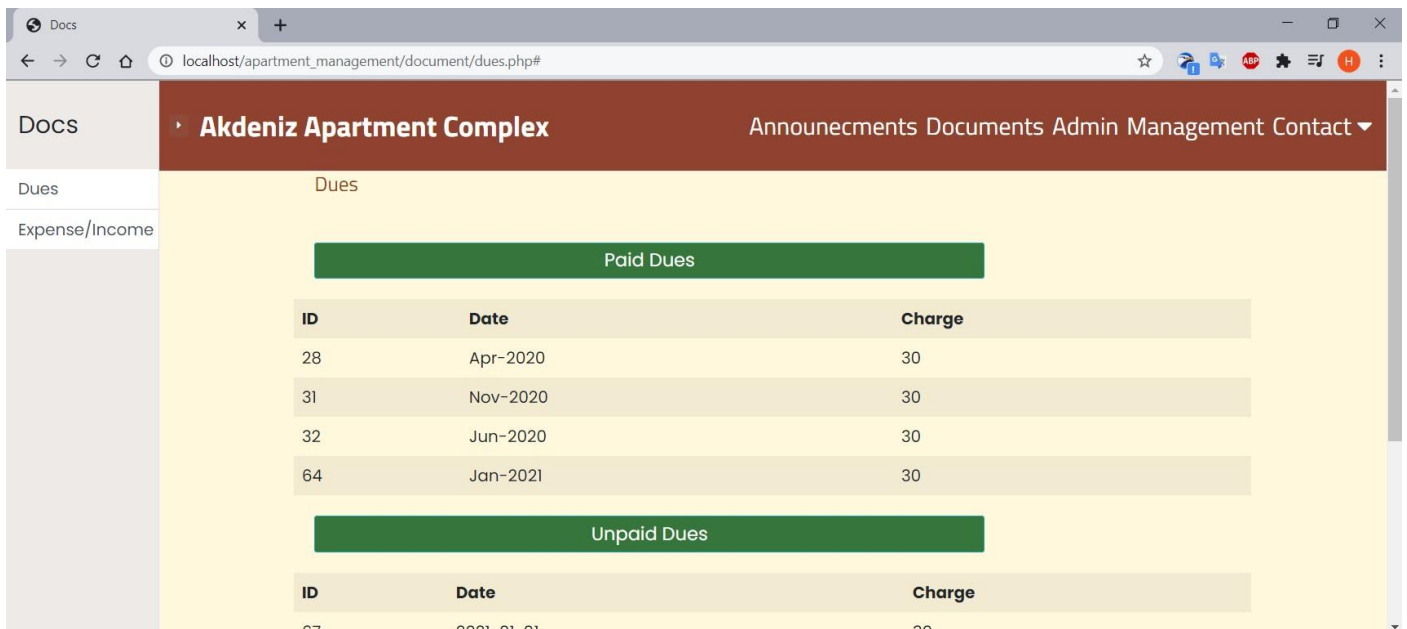 Docs
localhost/apartment_management/document/dues.php#
ABP
H
Docs
Akdeniz Apartment Complex
Announecments Documents Admin Management Contact
Dues
Expense/Income
Dues
Paid Dues
ID Date Charge
28 Apr-2020 30
31 Nov-2020 30
32 Jun-2020 30
64 Jan-2021 30
Unpaid Dues
ID Date Charge